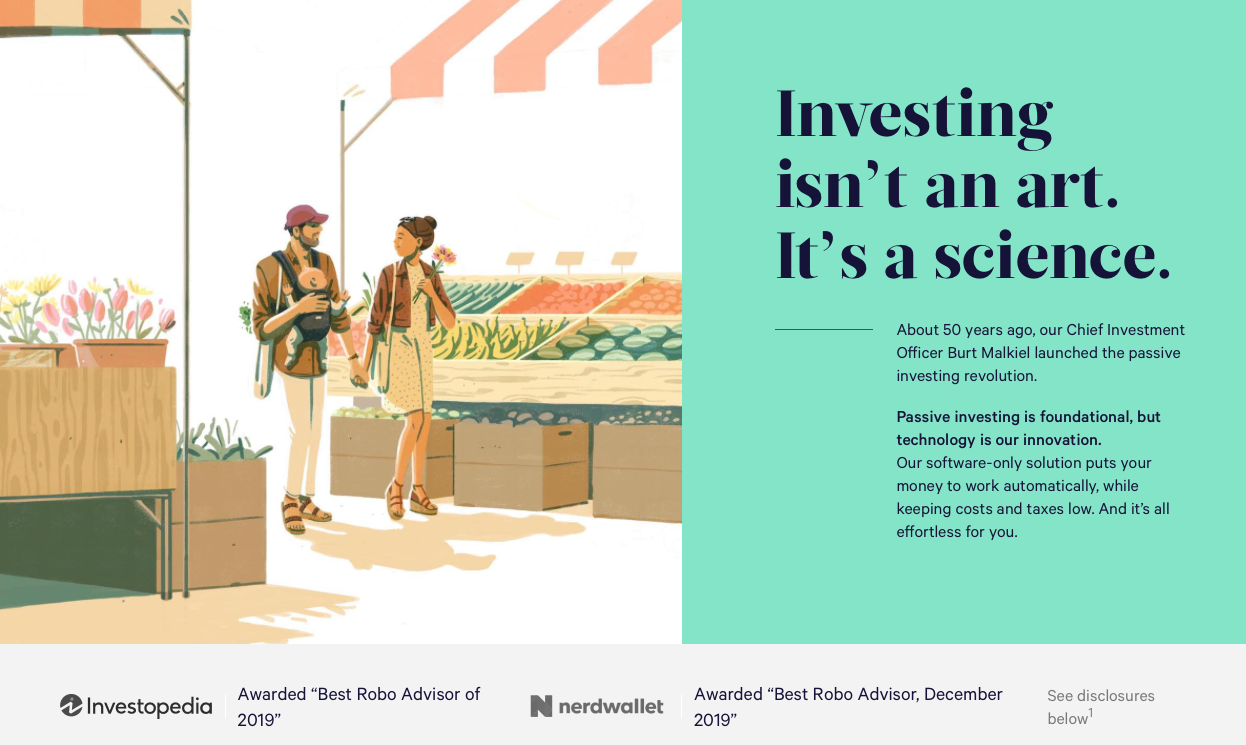 Investing
isn’t an art.
It’s a science.
About 50 years ago, our Chief Investment
Officer Burt Malkiel launched the passive
investing revolution.
Passive investing is foundational, but
technology is our innovation.
Our software-only solution puts your
money to work automatically, while
keeping costs and taxes low. And it’s all
effortless for you.
Investopedia
Awarded “Best Robo Advisor of
2019”
nerdwallet
Awarded “Best Robo Advisor, December
2019”
See disclosures
below1